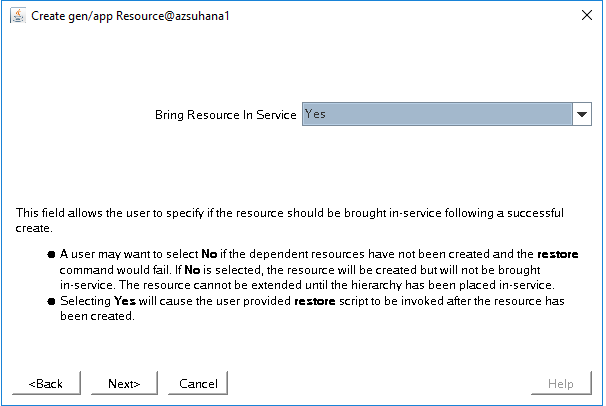 Create gen/app Resource@azsuhana1
Bring Resource In Service Yes
This field allows the user to specify if the resource should be brought in-service following a successful
create.
● A user may want to select No if the dependent resources have not been created and the restore
command would fail. If No is selected, the resource will be created but will not be brought
in-service. The resource cannot be extended until the hierarchy has been placed in-service.
● Selecting Yes will cause the user provided restore script to be invoked after the resource has
been created.
<Back Next> Cancel Help